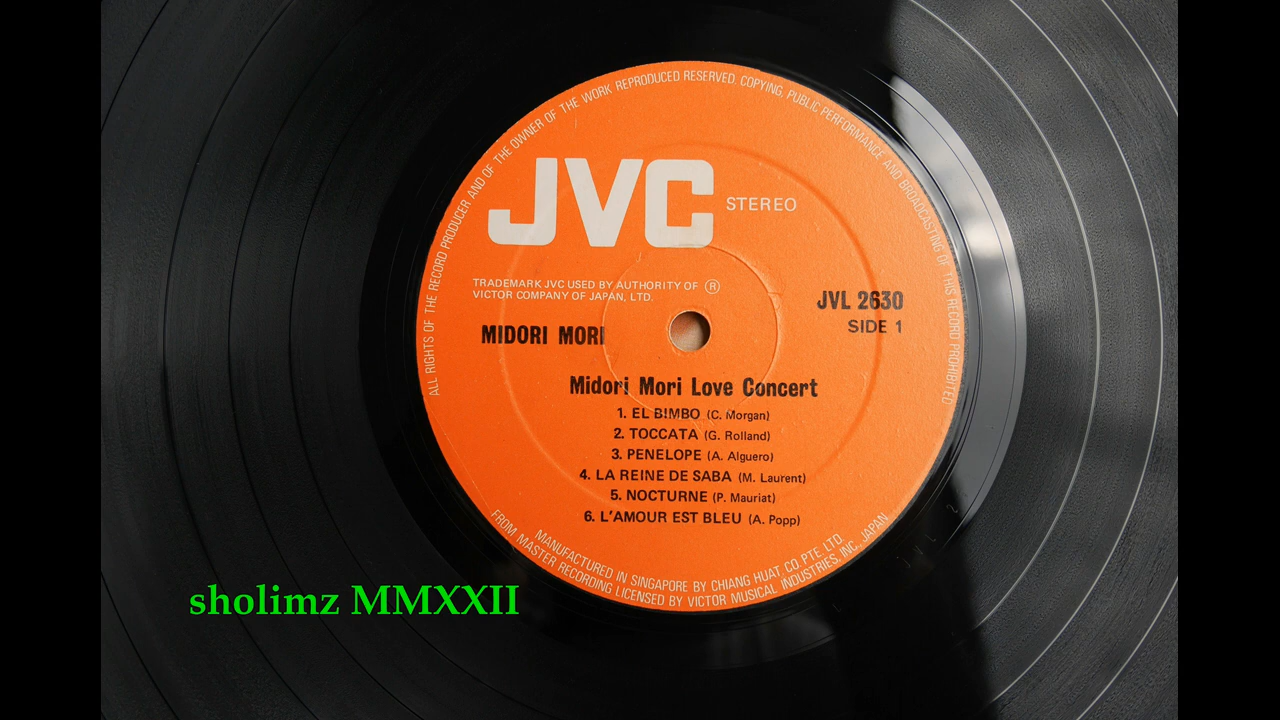 ALL RIGHTS OF THE RECORD PRODUCER AND OF THE OWNER OF THE WORK REPRODUCED RESERVED. COPYING, PUBLIC PERFORMANCE AND BROADCASTING OF THIS RECORD PROHIBITED
JVC STEREO
TRADEMARK JVC USED BY AUTHORITY OF ®
VICTOR COMPANY OF JAPAN, LTD.
JVL 2630
SIDE 1
MIDORI MORI
Midori Mori Love Concert
1. EL BIMBO (C. Morgan)
2. TOCCATA (G. Rolland)
3. PENELOPE (A. Alguero)
4. LA REINE DE SABA (M. Laurent)
5. NOCTURNE (P. Mauriat)
6. L'AMOUR EST BLEU (A. Popp)
MANUFACTURED IN SINGAPORE BY CHIANG HUAT CO. PTE. LTD.
FROM MASTER RECORDING LICENSED BY VICTOR MUSICAL INDUSTRIES, INC., JAPAN
sholimz MMXXII